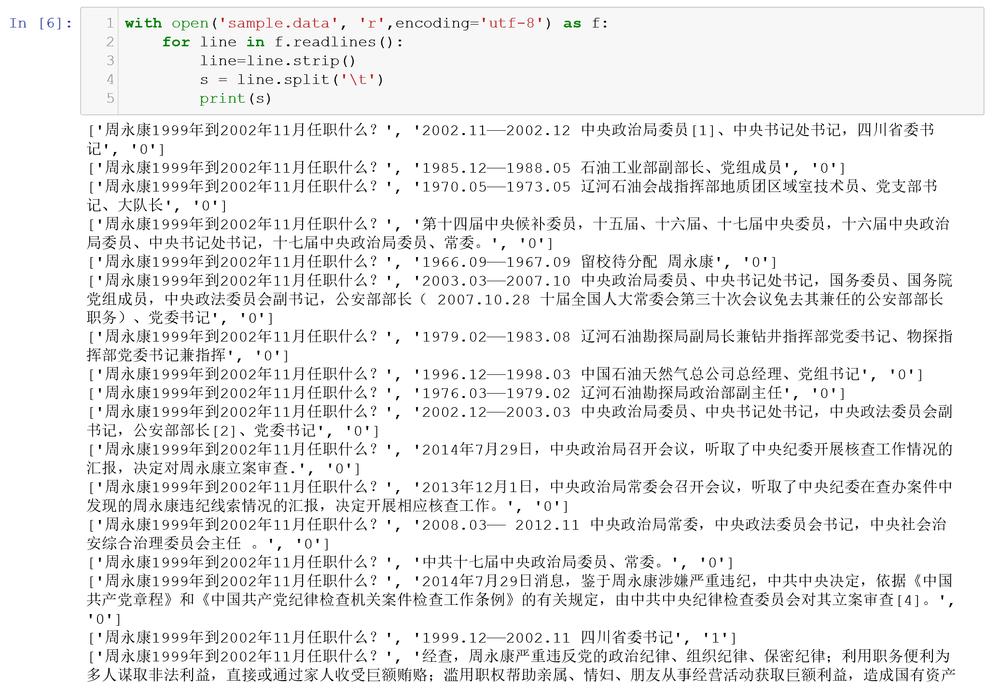 In [6]:
1 with open('sample.data', 'r',encoding='utf-8') as f:
2     for line in f.readlines():
3         line=line.strip()
4         s = line.split('\t')
5         print(s)
['周永康1999年到2002年11月任职什么？', '2002.11——2002.12 中央政治局委员[1]、中央书记处书记，四川省委书
记', '0']
['周永康1999年到2002年11月任职什么？', '1985.12——1988.05 石油工业部副部长、党组成员', '0']
['周永康1999年到2002年11月任职什么？', '1970.05——1973.05 辽河石油会战指挥部地质团区域室技术员、党支部书
记、大队长', '0']
['周永康1999年到2002年11月任职什么？', '第十四届中央候补委员，十五届、十六届、十七届中央委员，十六届中央政治
局委员、中央书记处书记，十七届中央政治局委员、常委。', '0']
['周永康1999年到2002年11月任职什么？', '1966.09——1967.09 留校待分配 周永康', '0']
['周永康1999年到2002年11月任职什么？', '2003.03——2007.10 中央政治局委员、中央书记处书记，国务委员、国务院
党组成员，中央政法委员会副书记，公安部部长（ 2007.10.28 十届全国人大常委会第三十次会议免去其兼任的公安部部长
职务）、党委书记', '0']
['周永康1999年到2002年11月任职什么？', '1979.02——1983.08 辽河石油勘探局副局长兼钻井指挥部党委书记、物探指
挥部党委书记兼指挥', '0']
['周永康1999年到2002年11月任职什么？', '1996.12——1998.03 中国石油天然气总公司总经理、党组书记', '0']
['周永康1999年到2002年11月任职什么？', '1976.03——1979.02 辽河石油勘探局政治部副主任', '0']
['周永康1999年到2002年11月任职什么？', '2002.12——2003.03 中央政治局委员、中央书记处书记，中央政法委员会副
书记，公安部部长[2]、党委书记', '0']
['周永康1999年到2002年11月任职什么？', '2014年7月29日，中央政治局召开会议，听取了中央纪委开展核查工作情况的
汇报，决定对周永康立案审查.', '0']
['周永康1999年到2002年11月任职什么？', '2013年12月1日，中央政治局常委会召开会议，听取了中央纪委在查办案件中
发现的周永康违纪线索情况的汇报，决定开展相应核查工作。', '0']
['周永康1999年到2002年11月任职什么？', '2008.03—— 2012.11 中央政治局常委，中央政法委员会书记，中央社会治
安综合治理委员会主任 。', '0']
['周永康1999年到2002年11月任职什么？', '中共十七届中央政治局委员、常委。', '0']
['周永康1999年到2002年11月任职什么？', '2014年7月29日消息，鉴于周永康涉嫌严重违纪，中共中央决定，依据《中国
共产党章程》和《中国共产党纪律检查机关案件检查工作条例》的有关规定，由中共中央纪律检查委员会对其立案审查[4]。',
'0']
['周永康1999年到2002年11月任职什么？', '1999.12——2002.11 四川省委书记', '1']
['周永康1999年到2002年11月任职什么？', '经查，周永康严重违反党的政治纪律、组织纪律、保密纪律；利用职务便利为
多人谋取非法利益，直接或通过家人收受巨额贿赂；滥用职权帮助亲属、情妇、朋友从事经营活动获取巨额利益，造成国有资产